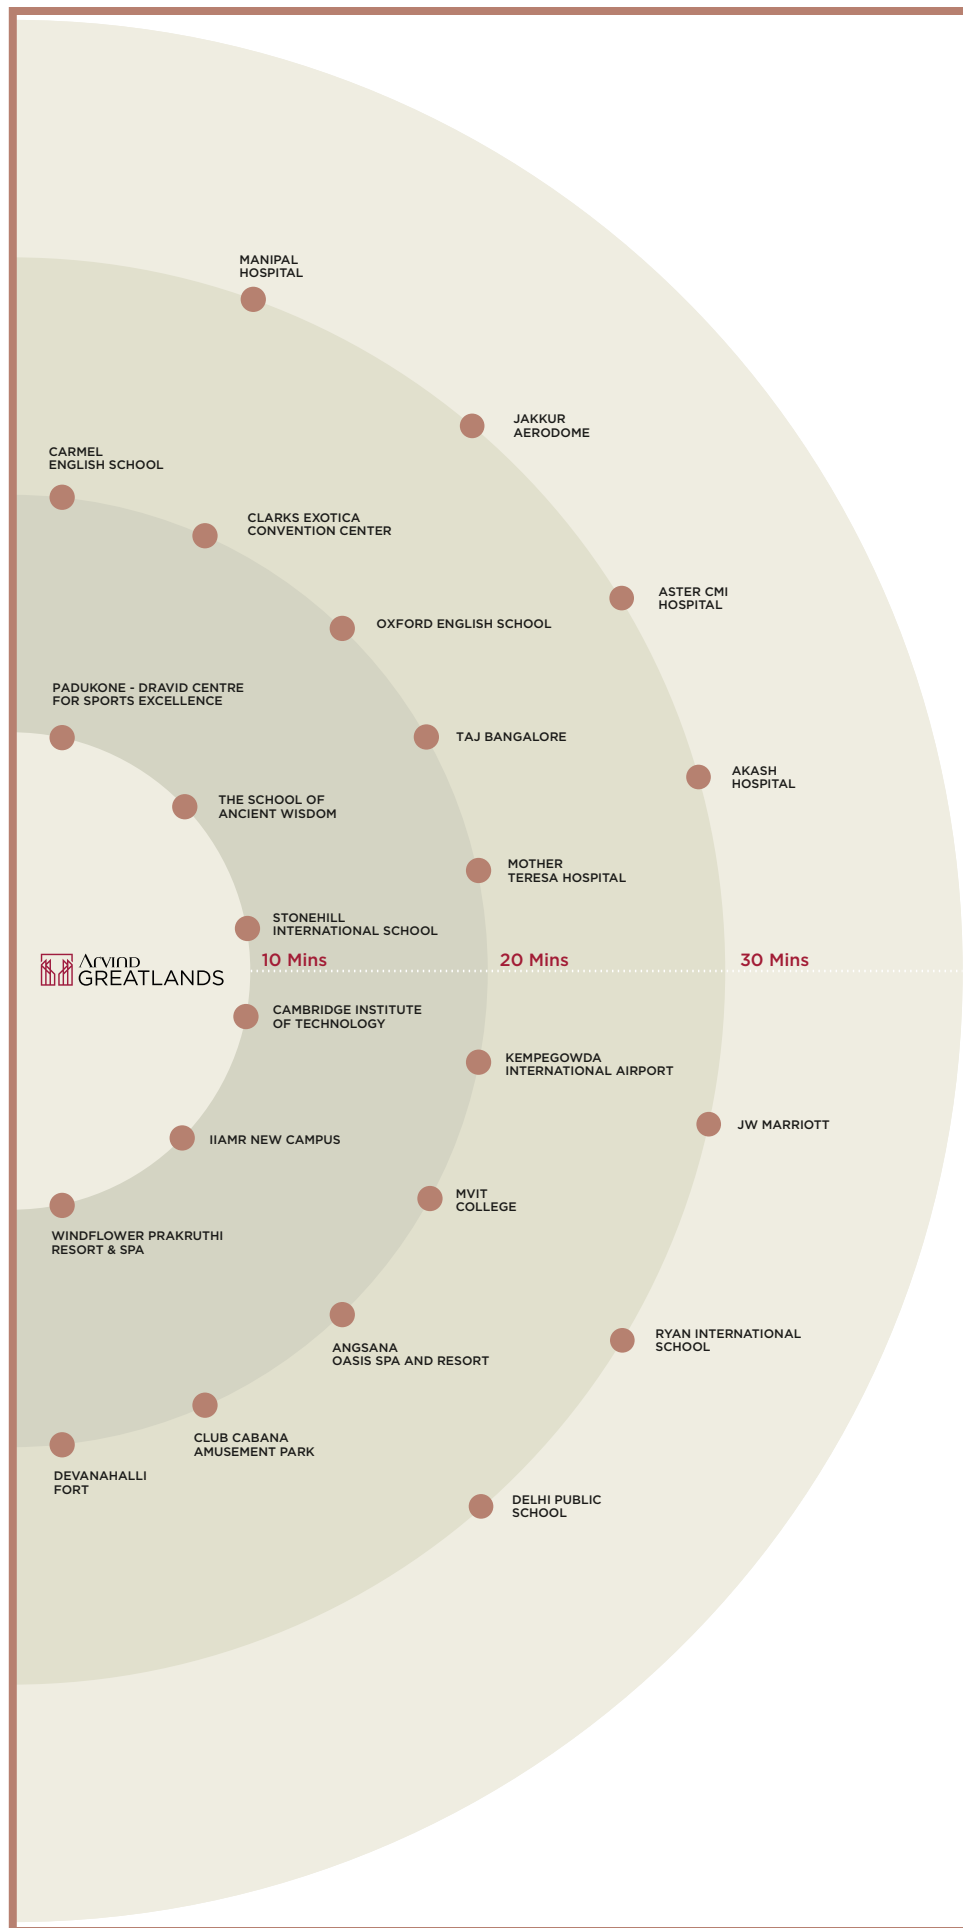 MANIPAL
HOSPITAL
JAKKUR
AERODOME
CARMEL
ENGLISH SCHOOL
CLARKS EXOTICA
CONVENTION CENTER
ASTER CMI
HOSPITAL
OXFORD ENGLISH SCHOOL
PADUKONE - DRAVID CENTRE
FOR SPORTS EXCELLENCE
TAJ BANGALORE
AKASH
HOSPITAL
THE SCHOOL OF
ANCIENT WISDOM
MOTHER
TERESA HOSPITAL
STONEHILL
INTERNATIONAL SCHOOL
Arvind
GREATLANDS
10 Mins
20 Mins
30 Mins
CAMBRIDGE INSTITUTE
OF TECHNOLOGY
KEMPEGOWDA
INTERNATIONAL AIRPORT
JW MARRIOTT
IIAMR NEW CAMPUS
MVIT
COLLEGE
WINDFLOWER PRAKRUTHI
RESORT & SPA
ANGSANA
OASIS SPA AND RESORT
RYAN INTERNATIONAL
SCHOOL
CLUB CABANA
AMUSEMENT PARK
DEVANAHALLI
FORT
DELHI PUBLIC
SCHOOL